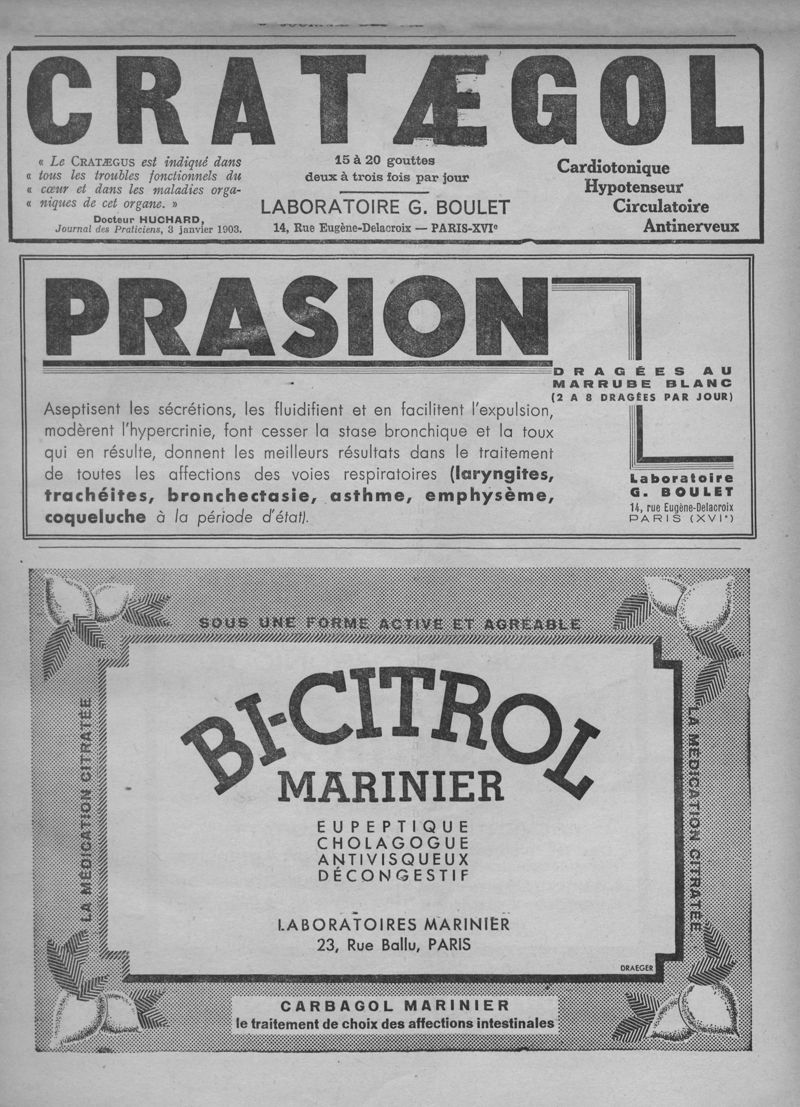 CRATÆGOL
« Le CRATÆGUS est indiqué dans
« tous les troubles fonctionnels du
« cœur et dans les maladies orga-
« niques de cet organe. »
Docteur HUCHARD,
Journal des Praticiens, 3 janvier 1903.
15 à 20 gouttes
deux à trois fois par jour
LABORATOIRE G. BOULET
14, Rue Eugène-Delacroix — PARIS-XVIe
Cardiotonique
Hypotenseur
Circulatoire
Antinerveux
PRASION
DRAGÉES AU
MARRUBE BLANC
(2 A 8 DRAGÉES PAR JOUR)
Aseptisent les sécrétions, les fluidifient et en facilitent l'expulsion,
modèrent l'hypercrinie, font cesser la stase bronchique et la toux
qui en résulte, donnent les meilleurs résultats dans le traitement
de toutes les affections des voies respiratoires (laryngites,
trachéites, bronchectasie, asthme, emphysème,
coqueluche à la période d'état).
Laboratoire
G. BOULET
14, rue Eugène-Delacroix
PARIS (XVIe)
SOUS UNE FORME ACTIVE ET AGREABLE
LA MÉDICATION CITRATÉE
BI-CITROL
MARINIER
EUPEPTIQUE
CHOLAGOGUE
ANTIVISQUEUX
DÉCONGESTIF
LABORATOIRES MARINIER
23, Rue Ballu, PARIS
DRAEGER
LA MÉDICATION CITRATÉE
CARBAGOL MARINIER
le traitement de choix des affections intestinales